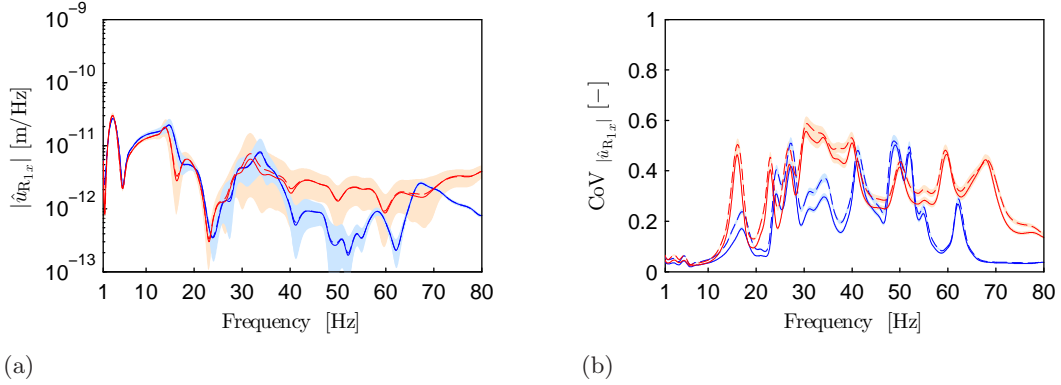 10⁻⁹
10⁻¹⁰
10⁻¹¹
10⁻¹²
10⁻¹³
|û_R₁ₓ| [m/Hz]
1 10 20 30 40 50 60 70 80
Frequency [Hz]
(a)
1
0.8
0.6
0.4
0.2
0
CoV |û_R₁ₓ| [−]
1 10 20 30 40 50 60 70 80
Frequency [Hz]
(b)